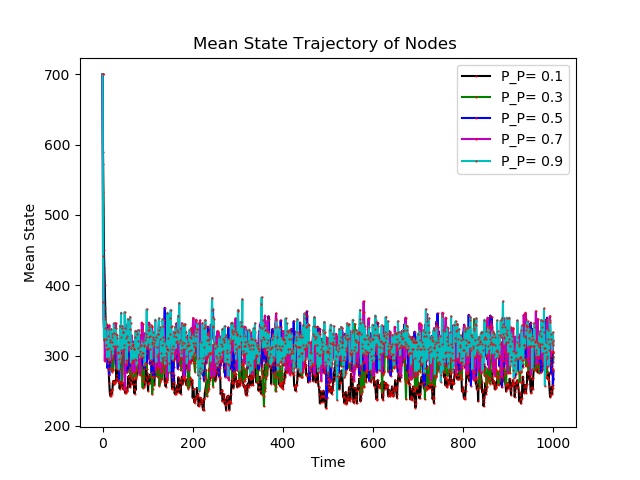 Mean State Trajectory of Nodes
P_P= 0.1
P_P= 0.3
P_P= 0.5
P_P= 0.7
P_P= 0.9
700
600
500
400
300
200
Mean State
0 200 400 600 800 1000
Time